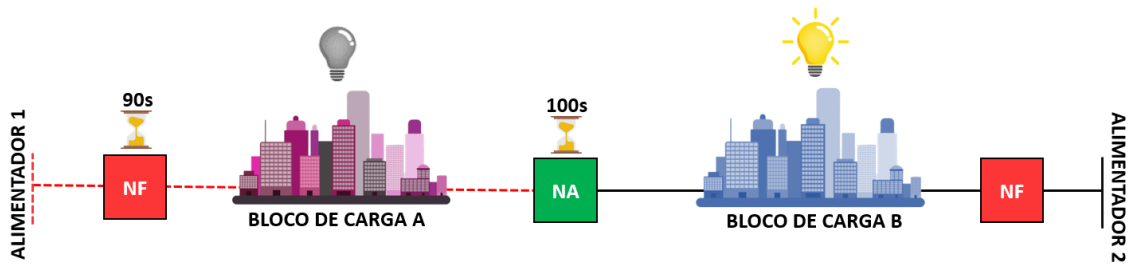 ALIMENTADOR 1
90s
NF
BLOCO DE CARGA A
100s
NA
BLOCO DE CARGA B
NF
ALIMENTADOR 2